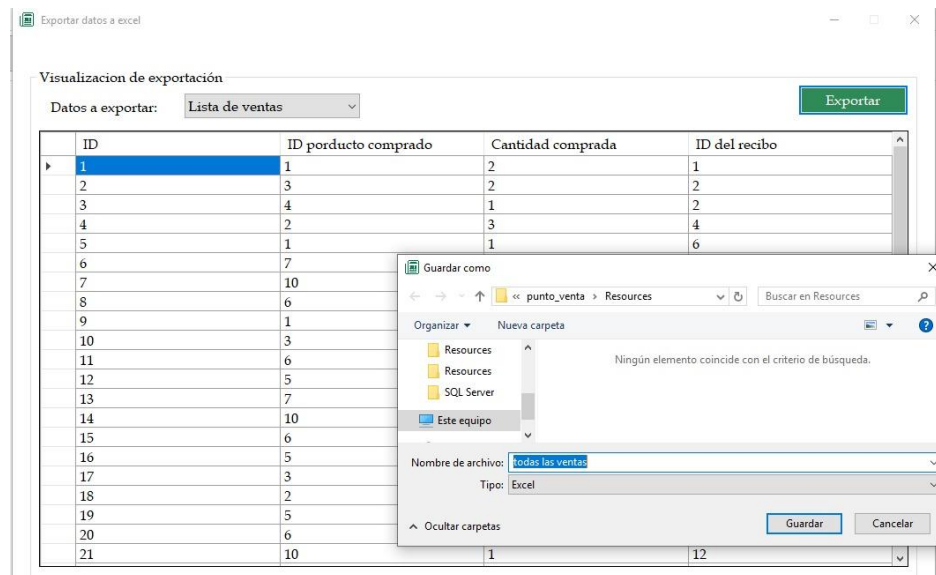 Exportar datos a excel
Visualizacion de exportación
Datos a exportar: Lista de ventas
Exportar
ID ID porducto comprado Cantidad comprada ID del recibo
1 1 2 1
2 3 2 2
3 4 1 2
4 2 3 4
5 1 1 6
6 7
7 10
8 6
9 1
10 3
11 6
12 5
13 7
14 10
15 6
16 5
17 3
18 2
19 5
20 6
21 10 1 12
Guardar como
« punto_venta › Resources
Buscar en Resources
Organizar Nueva carpeta
Resources
Resources
SQL Server
Este equipo
Ningún elemento coincide con el criterio de búsqueda.
Nombre de archivo: todas las ventas
Tipo: Excel
Ocultar carpetas
Guardar Cancelar